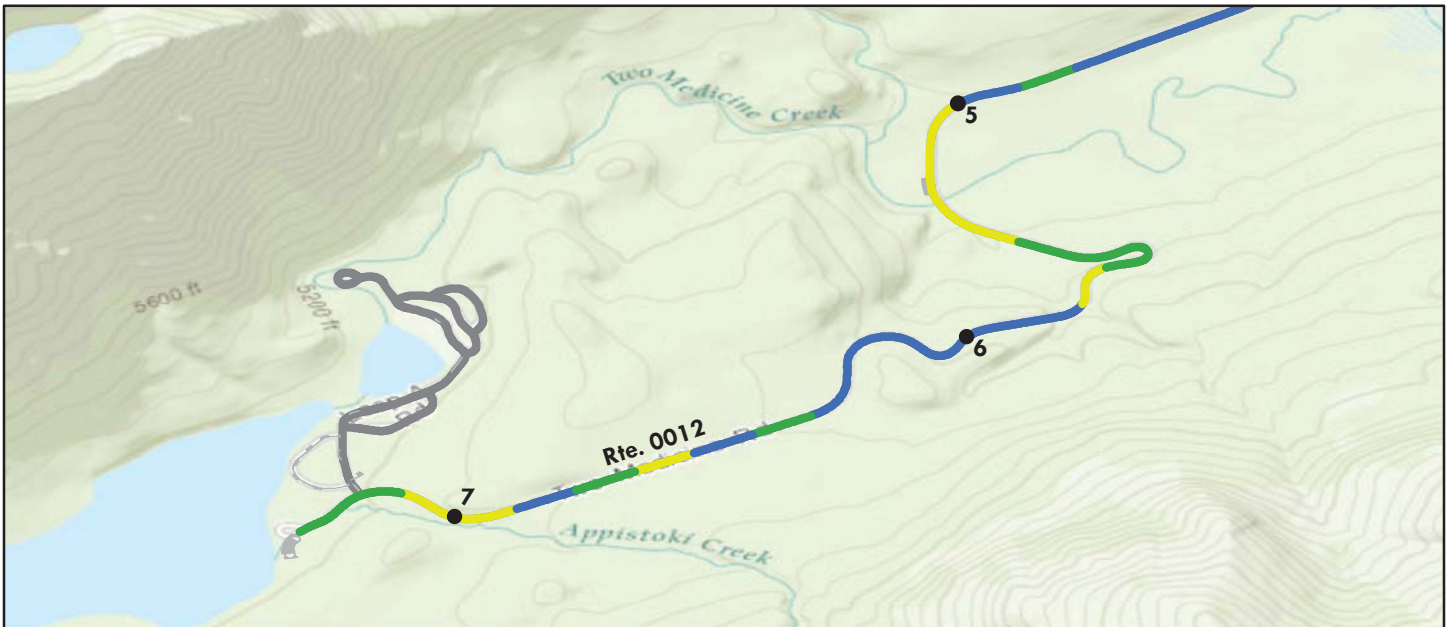 Two Medicine Creek
5
5600 ft
5200 ft
6
Rte. 0012
7
Appistoki Creek